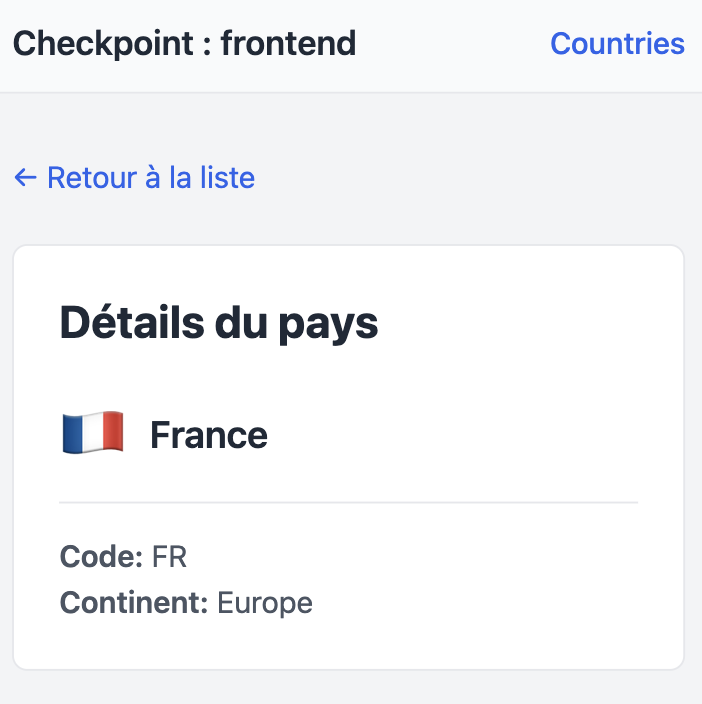 Checkpoint : frontend
Countries
← Retour à la liste
Détails du pays
🇫🇷 France
Code: FR
Continent: Europe